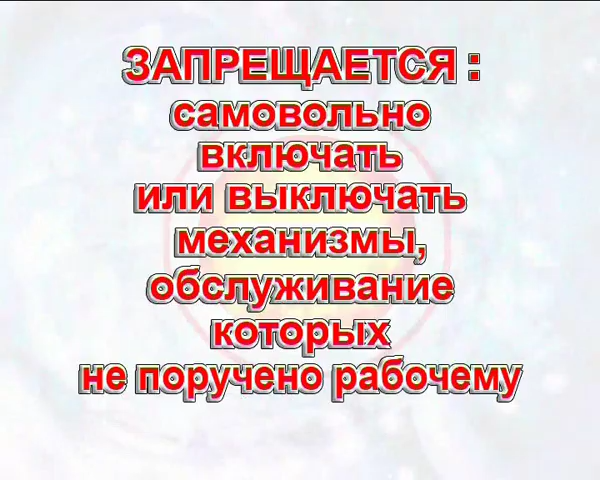 ЗАПРЕЩАЕТСЯ :
самовольно
включать
или выключать
механизмы,
обслуживание
которых
не поручено рабочему